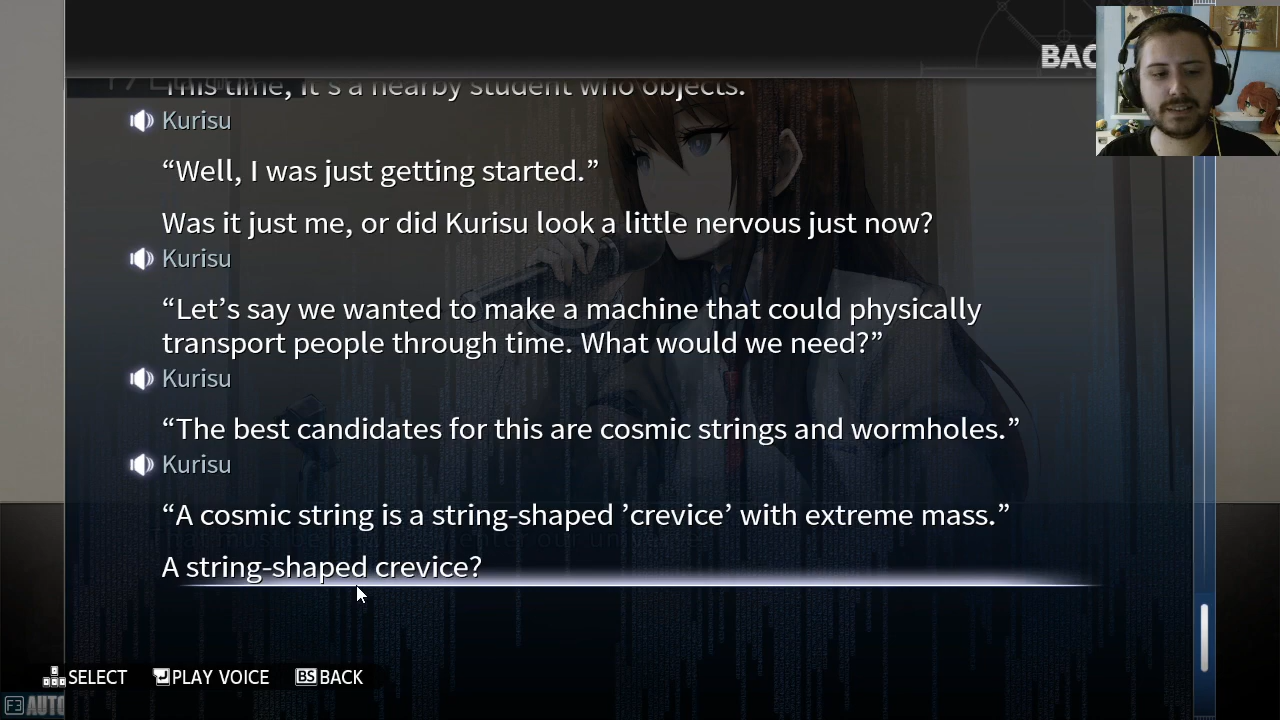 BAC
This time, it's a nearby student who objects.
Kurisu
“Well, I was just getting started.”
Was it just me, or did Kurisu look a little nervous just now?
Kurisu
“Let’s say we wanted to make a machine that could physically
transport people through time. What would we need?”
Kurisu
“The best candidates for this are cosmic strings and wormholes.”
Kurisu
“A cosmic string is a string-shaped ’crevice’ with extreme mass.”
A string-shaped crevice?
SELECT PLAY VOICE BS BACK
F3 AUTO